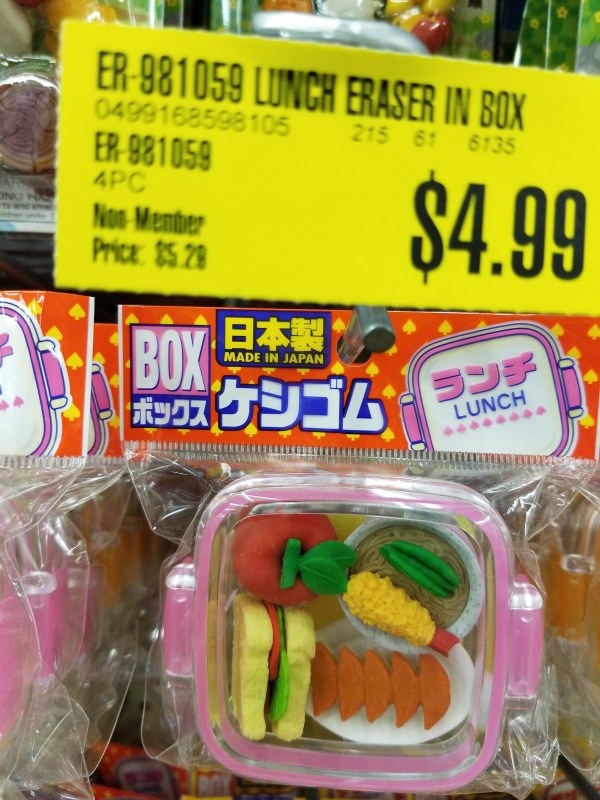 ER-981059 LUNCH ERASER IN BOX
0499168598105 215 61 6135
ER-981059
4PC
Non-Member
Price: $5.29
$4.99
BOX
ボックス
日本製
MADE IN JAPAN
ケシゴム
ランチ
LUNCH
BOX